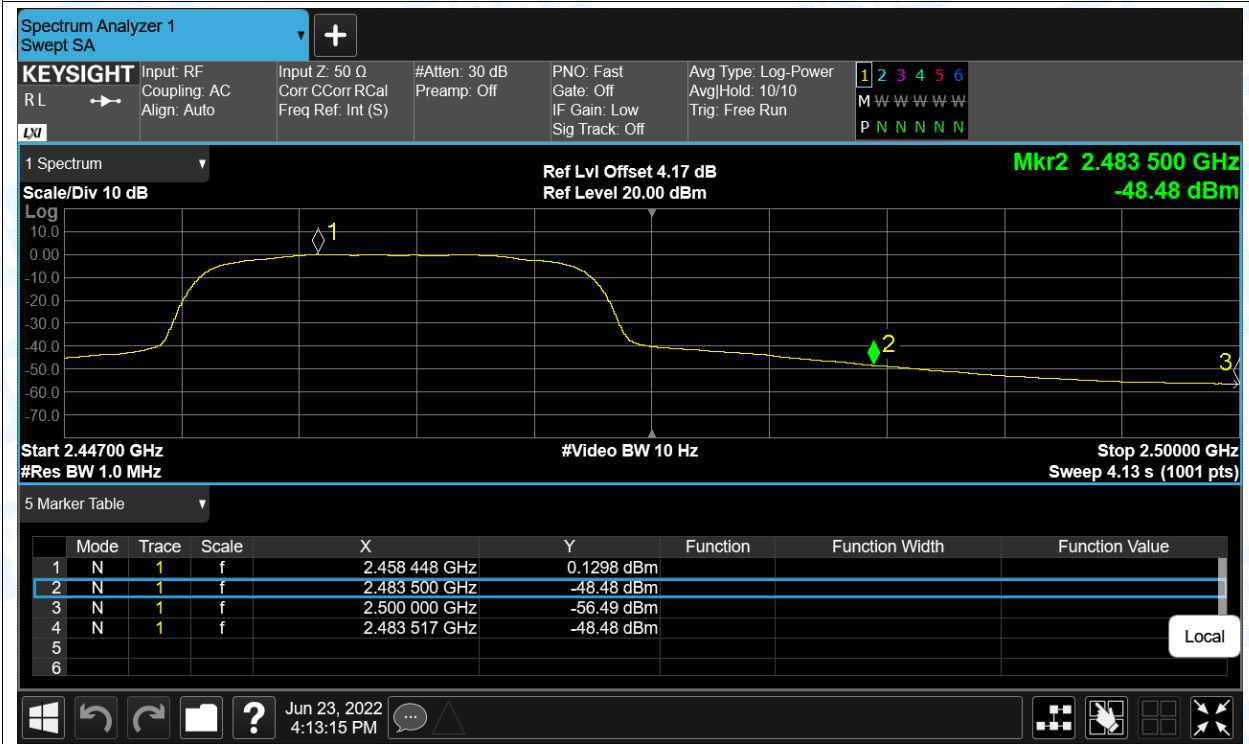 Spectrum Analyzer 1
Swept SA
KEYSIGHT
R L
LXI
Input: RF
Coupling: AC
Align: Auto
Input Z: 50 Ω
Corr CCorr RCal
Freq Ref: Int (S)
#Atten: 30 dB
Preamp: Off
PNO: Fast
Gate: Off
IF Gain: Low
Sig Track: Off
Avg Type: Log-Power
Avg|Hold: 10/10
Trig: Free Run
1 2 3 4 5 6
M W W W W W
P N N N N N
1 Spectrum
Scale/Div 10 dB
Ref Lvl Offset 4.17 dB
Ref Level 20.00 dBm
Mkr2 2.483 500 GHz
-48.48 dBm
Log
10.0
0.00
-10.0
-20.0
-30.0
-40.0
-50.0
-60.0
-70.0
1
2
3
Start 2.44700 GHz
#Video BW 10 Hz
Stop 2.50000 GHz
#Res BW 1.0 MHz
Sweep 4.13 s (1001 pts)
5 Marker Table
Mode Trace Scale X Y Function Function Width Function Value
1 N 1 f 2.458 448 GHz 0.1298 dBm
2 N 1 f 2.483 500 GHz -48.48 dBm
3 N 1 f 2.500 000 GHz -56.49 dBm
4 N 1 f 2.483 517 GHz -48.48 dBm
5
6
Local
?
Jun 23, 2022
4:13:15 PM